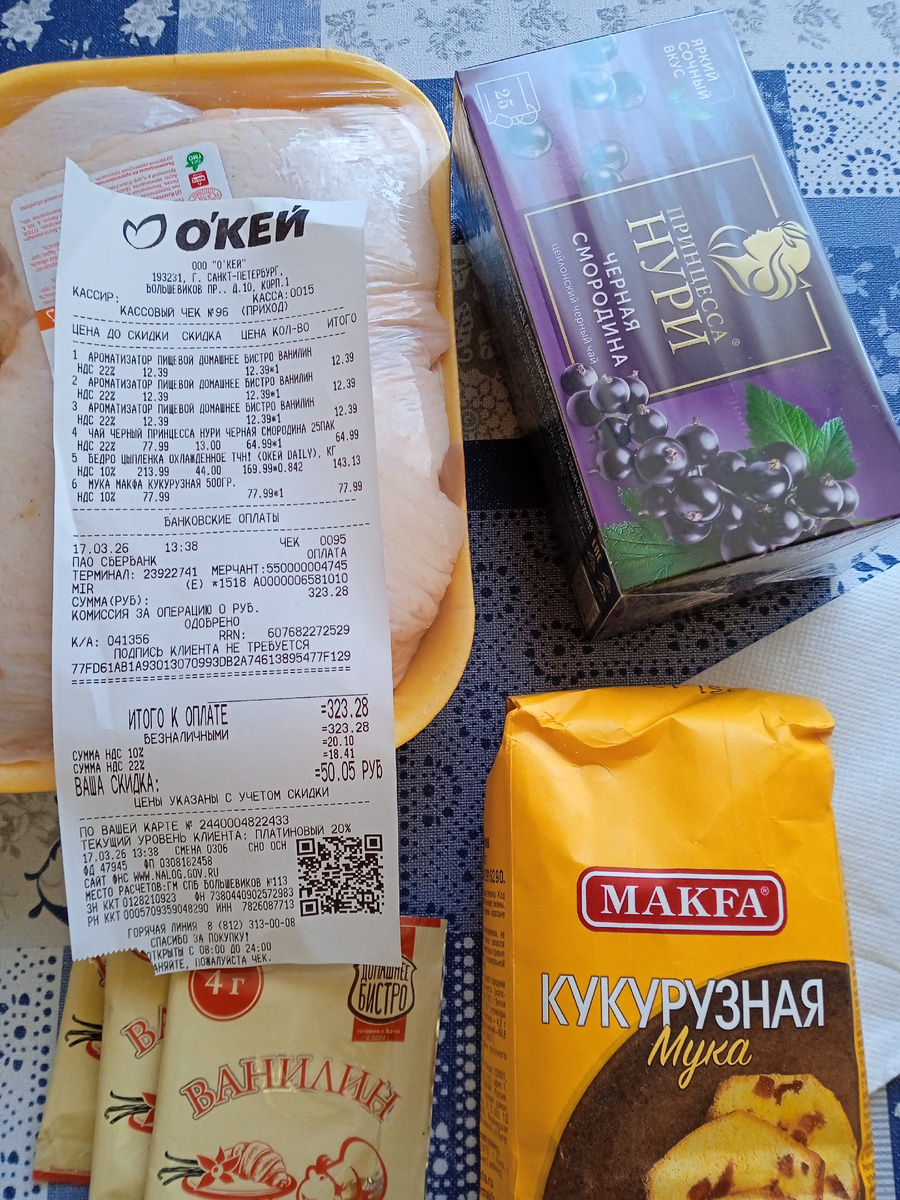 О'КЕЙ
ООО "О'КЕЙ"
193231, Г. САНКТ-ПЕТЕРБУРГ,
БОЛЬШЕВИКОВ ПР., Д.10, КОРП.1
КАССИР: КАССА:0015
КАССОВЫЙ ЧЕК №96 (ПРИХОД)
ЦЕНА ДО СКИДКИ СКИДКА ЦЕНА КОЛ-ВО ИТОГО
1 АРОМАТИЗАТОР ПИЩЕВОЙ ДОМАШНЕЕ БИСТРО ВАНИЛИН
НДС 22% 12.39 12.39*1 12.39
2 АРОМАТИЗАТОР ПИЩЕВОЙ ДОМАШНЕЕ БИСТРО ВАНИЛИН
НДС 22% 12.39 12.39*1 12.39
3 АРОМАТИЗАТОР ПИЩЕВОЙ ДОМАШНЕЕ БИСТРО ВАНИЛИН
НДС 22% 12.39 12.39*1 12.39
4 ЧАЙ ЧЕРНЫЙ ПРИНЦЕССА НУРИ ЧЕРНАЯ СМОРОДИНА 25ПАК
НДС 22% 77.99 13.00 64.99*1 64.99
5 БЕДРО ЦЫПЛЕНКА ОХЛАЖДЕННОЕ ТЧН! (ОКЕЙ DAILY), КГ
НДС 10% 213.99 44.00 169.99*0.842 143.13
6 МУКА МАКФА КУКУРУЗНАЯ 500ГР.
НДС 10% 77.99 77.99*1 77.99
БАНКОВСКИЕ ОПЛАТЫ
17.03.26 13:38 ЧЕК 0095
ПАО СБЕРБАНК ОПЛАТА
ТЕРМИНАЛ: 23922741 МЕРЧАНТ:550000004745
MIR (E) *1518 A0000006581010
СУММА(РУБ): 323.28
КОМИССИЯ ЗА ОПЕРАЦИЮ 0 РУБ.
ОДОБРЕНО
К/А: 041356 RRN: 607682272529
ПОДПИСЬ КЛИЕНТА НЕ ТРЕБУЕТСЯ
77FD61AB1A93013070993DB2A74613895477F129
ИТОГО К ОПЛАТЕ =323.28
БЕЗНАЛИЧНЫМИ =323.28
СУММА НДС 10% =20.10
СУММА НДС 22% =18.41
ВАША СКИДКА: =50.05 РУБ
ЦЕНЫ УКАЗАНЫ С УЧЕТОМ СКИДКИ
ПО ВАШЕЙ КАРТЕ № 2440004822433
ТЕКУЩИЙ УРОВЕНЬ КЛИЕНТА: ПЛАТИНОВЫЙ 20%
17.03.26 13:38 СМЕНА 0306 СНО ОСН
ФД 47945 ФП 0308182458
САЙТ ФНС WWW.NALOG.GOV.RU
МЕСТО РАСЧЕТОВ:ГМ СПБ БОЛЬШЕВИКОВ №113
ЗН ККТ 0128210923 ФН 7380440902572983
РН ККТ 0005709359048290 ИНН 7826087713
ГОРЯЧАЯ ЛИНИЯ 8 (812) 313-00-08
СПАСИБО ЗА ПОКУПКУ!
ОТКРЫТЫ С 08:00 ДО 24:00
АНЯЙТЕ, ПОЖАЛУЙСТА ЧЕК.
25
ЯРКИЙ
СОЧНЫЙ
ВКУС
ПРИНЦЕССА
НУРИ®
ЧЕРНАЯ
СМОРОДИНА
цейлонский черный чай
MAKFA®
КУКУРУЗНАЯ
Мука
4 г
ДОМАШНЕЕ
БИСТРО
ВАНИЛИН
ВА